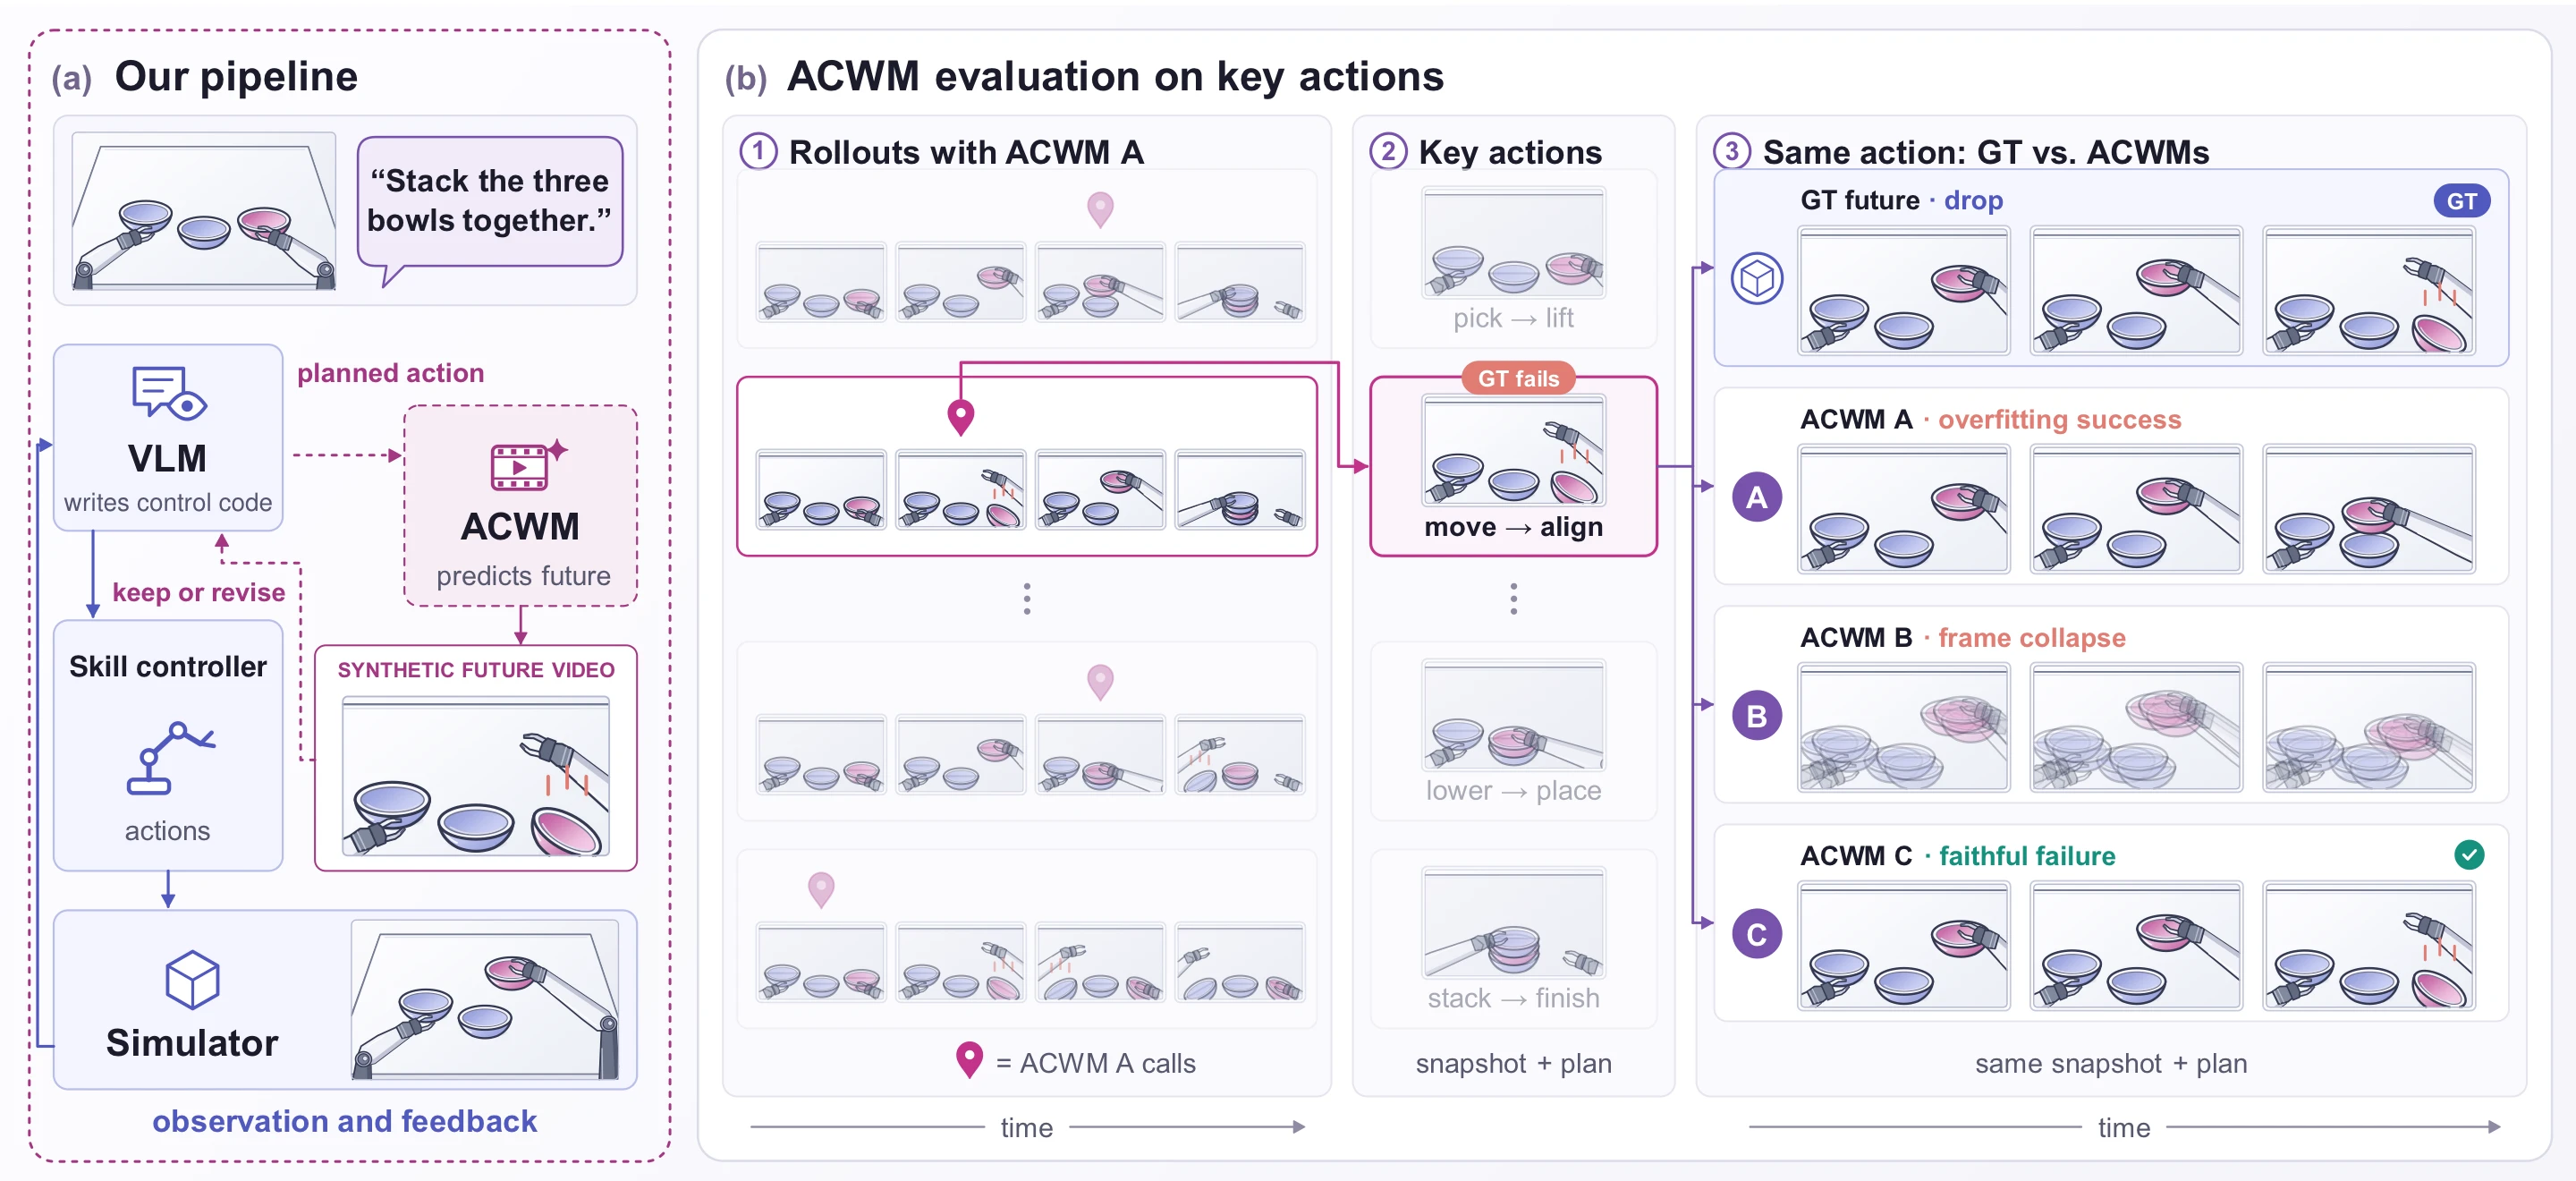 (a) Our pipeline
“Stack the three
bowls together.”
planned action
VLM
writes control code
ACWM
predicts future
keep or revise
Skill controller
actions
SYNTHETIC FUTURE VIDEO
Simulator
observation and feedback
(b) ACWM evaluation on key actions
1 Rollouts with ACWM A
= ACWM A calls
time
2 Key actions
pick → lift
GT fails
move → align
lower → place
stack → finish
snapshot + plan
3 Same action: GT vs. ACWMs
GT future · drop
GT
ACWM A · overfitting success
A
ACWM B · frame collapse
B
ACWM C · faithful failure
C
same snapshot + plan
time